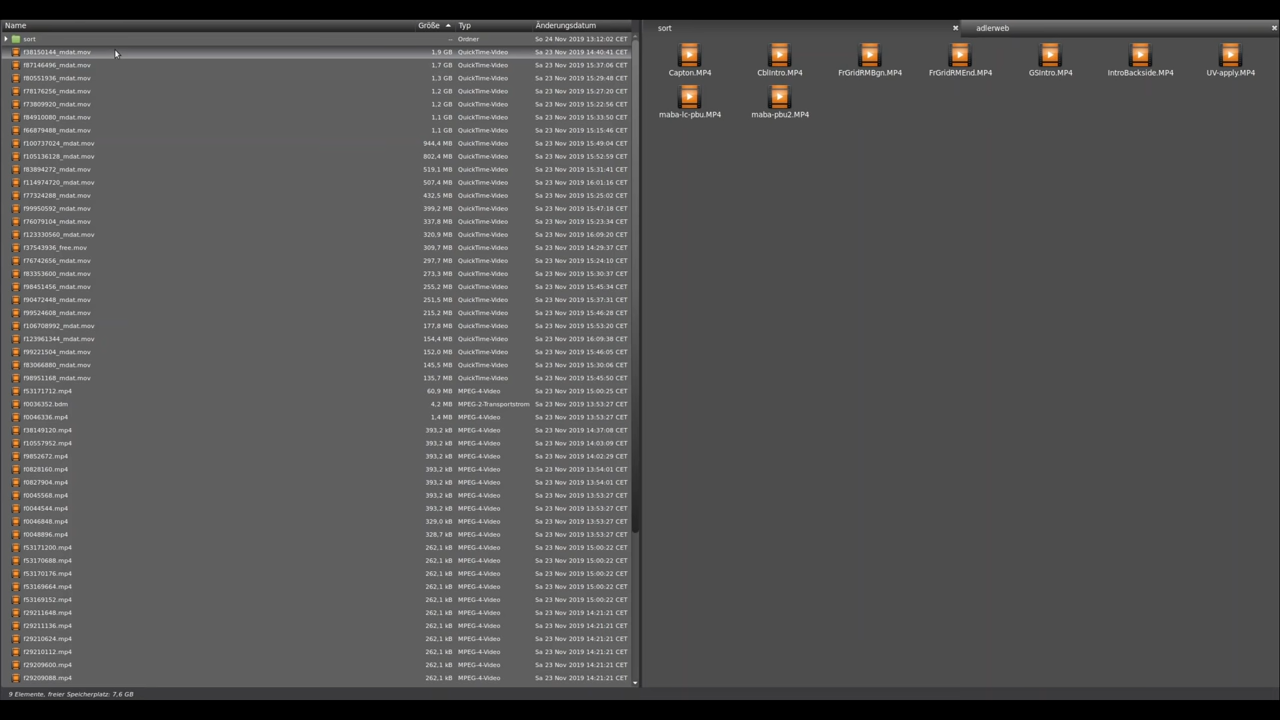 Name Größe Typ Änderungsdatum
sort -- Ordner So 24 Nov 2019 13:12:02 CET
f38150144_mdat.mov 1,9 GB QuickTime-Video Sa 23 Nov 2019 14:40:41 CET
f87146496_mdat.mov 1,7 GB QuickTime-Video Sa 23 Nov 2019 15:37:06 CET
f80551936_mdat.mov 1,3 GB QuickTime-Video Sa 23 Nov 2019 15:29:48 CET
f78176256_mdat.mov 1,2 GB QuickTime-Video Sa 23 Nov 2019 15:27:20 CET
f73809920_mdat.mov 1,2 GB QuickTime-Video Sa 23 Nov 2019 15:22:56 CET
f84910080_mdat.mov 1,1 GB QuickTime-Video Sa 23 Nov 2019 15:33:50 CET
f66879488_mdat.mov 1,1 GB QuickTime-Video Sa 23 Nov 2019 15:15:46 CET
f100737024_mdat.mov 944,4 MB QuickTime-Video Sa 23 Nov 2019 15:49:04 CET
f105136128_mdat.mov 802,4 MB QuickTime-Video Sa 23 Nov 2019 15:52:59 CET
f83894272_mdat.mov 519,1 MB QuickTime-Video Sa 23 Nov 2019 15:31:41 CET
f114974720_mdat.mov 507,4 MB QuickTime-Video Sa 23 Nov 2019 16:01:16 CET
f77324288_mdat.mov 432,5 MB QuickTime-Video Sa 23 Nov 2019 15:25:02 CET
f99950592_mdat.mov 399,2 MB QuickTime-Video Sa 23 Nov 2019 15:47:18 CET
f76079104_mdat.mov 337,8 MB QuickTime-Video Sa 23 Nov 2019 15:23:34 CET
f123330560_mdat.mov 320,9 MB QuickTime-Video Sa 23 Nov 2019 16:09:20 CET
f37543936_free.mov 309,7 MB QuickTime-Video Sa 23 Nov 2019 14:29:37 CET
f76742656_mdat.mov 297,7 MB QuickTime-Video Sa 23 Nov 2019 15:24:10 CET
f83353600_mdat.mov 273,3 MB QuickTime-Video Sa 23 Nov 2019 15:30:37 CET
f98451456_mdat.mov 255,2 MB QuickTime-Video Sa 23 Nov 2019 15:45:34 CET
f90472448_mdat.mov 251,5 MB QuickTime-Video Sa 23 Nov 2019 15:37:31 CET
f99524608_mdat.mov 215,2 MB QuickTime-Video Sa 23 Nov 2019 15:46:28 CET
f106708992_mdat.mov 177,8 MB QuickTime-Video Sa 23 Nov 2019 15:53:20 CET
f123961344_mdat.mov 154,4 MB QuickTime-Video Sa 23 Nov 2019 16:09:38 CET
f99221504_mdat.mov 152,0 MB QuickTime-Video Sa 23 Nov 2019 15:46:05 CET
f83066880_mdat.mov 145,5 MB QuickTime-Video Sa 23 Nov 2019 15:30:06 CET
f98951168_mdat.mov 135,7 MB QuickTime-Video Sa 23 Nov 2019 15:45:50 CET
f53171712.mp4 60,9 MB MPEG-4-Video Sa 23 Nov 2019 15:00:25 CET
f0036352.bdm 4,2 MB MPEG-2-Transportstrom Sa 23 Nov 2019 13:53:27 CET
f0046336.mp4 1,4 MB MPEG-4-Video Sa 23 Nov 2019 13:53:27 CET
f38149120.mp4 393,2 kB MPEG-4-Video Sa 23 Nov 2019 14:37:08 CET
f10557952.mp4 393,2 kB MPEG-4-Video Sa 23 Nov 2019 14:03:09 CET
f9852672.mp4 393,2 kB MPEG-4-Video Sa 23 Nov 2019 14:02:29 CET
f0828160.mp4 393,2 kB MPEG-4-Video Sa 23 Nov 2019 13:54:01 CET
f0827904.mp4 393,2 kB MPEG-4-Video Sa 23 Nov 2019 13:54:01 CET
f0045568.mp4 393,2 kB MPEG-4-Video Sa 23 Nov 2019 13:53:27 CET
f0044544.mp4 393,2 kB MPEG-4-Video Sa 23 Nov 2019 13:53:27 CET
f0046848.mp4 329,0 kB MPEG-4-Video Sa 23 Nov 2019 13:53:27 CET
f0048896.mp4 328,7 kB MPEG-4-Video Sa 23 Nov 2019 13:53:27 CET
f53171200.mp4 262,1 kB MPEG-4-Video Sa 23 Nov 2019 15:00:22 CET
f53170688.mp4 262,1 kB MPEG-4-Video Sa 23 Nov 2019 15:00:22 CET
f53170176.mp4 262,1 kB MPEG-4-Video Sa 23 Nov 2019 15:00:22 CET
f53169664.mp4 262,1 kB MPEG-4-Video Sa 23 Nov 2019 15:00:22 CET
f53169152.mp4 262,1 kB MPEG-4-Video Sa 23 Nov 2019 15:00:22 CET
f29211648.mp4 262,1 kB MPEG-4-Video Sa 23 Nov 2019 14:21:21 CET
f29211136.mp4 262,1 kB MPEG-4-Video Sa 23 Nov 2019 14:21:21 CET
f29210624.mp4 262,1 kB MPEG-4-Video Sa 23 Nov 2019 14:21:21 CET
f29210112.mp4 262,1 kB MPEG-4-Video Sa 23 Nov 2019 14:21:21 CET
f29209600.mp4 262,1 kB MPEG-4-Video Sa 23 Nov 2019 14:21:21 CET
f29209088.mp4 262,1 kB MPEG-4-Video Sa 23 Nov 2019 14:21:21 CET
9 Elemente, freier Speicherplatz: 7,6 GB
sort adlerweb
Capton.MP4 CblIntro.MP4 FrGridRMBgn.MP4 FrGridRMEnd.MP4 GSIntro.MP4 IntroBackside.MP4 UV-apply.MP4
maba-lc-pbu.MP4 maba-pbu2.MP4